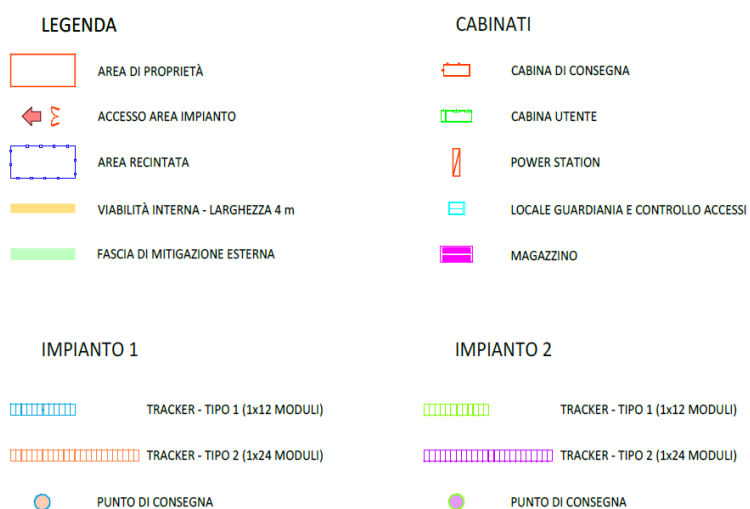 LEGENDA
AREA DI PROPRIETÀ
ACCESSO AREA IMPIANTO
AREA RECINTATA
VIABILITÀ INTERNA - LARGHEZZA 4 m
FASCIA DI MITIGAZIONE ESTERNA
CABINATI
CABINA DI CONSEGNA
CABINA UTENTE
POWER STATION
LOCALE GUARDIANIA E CONTROLLO ACCESSI
MAGAZZINO
IMPIANTO 1
TRACKER - TIPO 1 (1x12 MODULI)
TRACKER - TIPO 2 (1x24 MODULI)
PUNTO DI CONSEGNA
IMPIANTO 2
TRACKER - TIPO 1 (1x12 MODULI)
TRACKER - TIPO 2 (1x24 MODULI)
PUNTO DI CONSEGNA